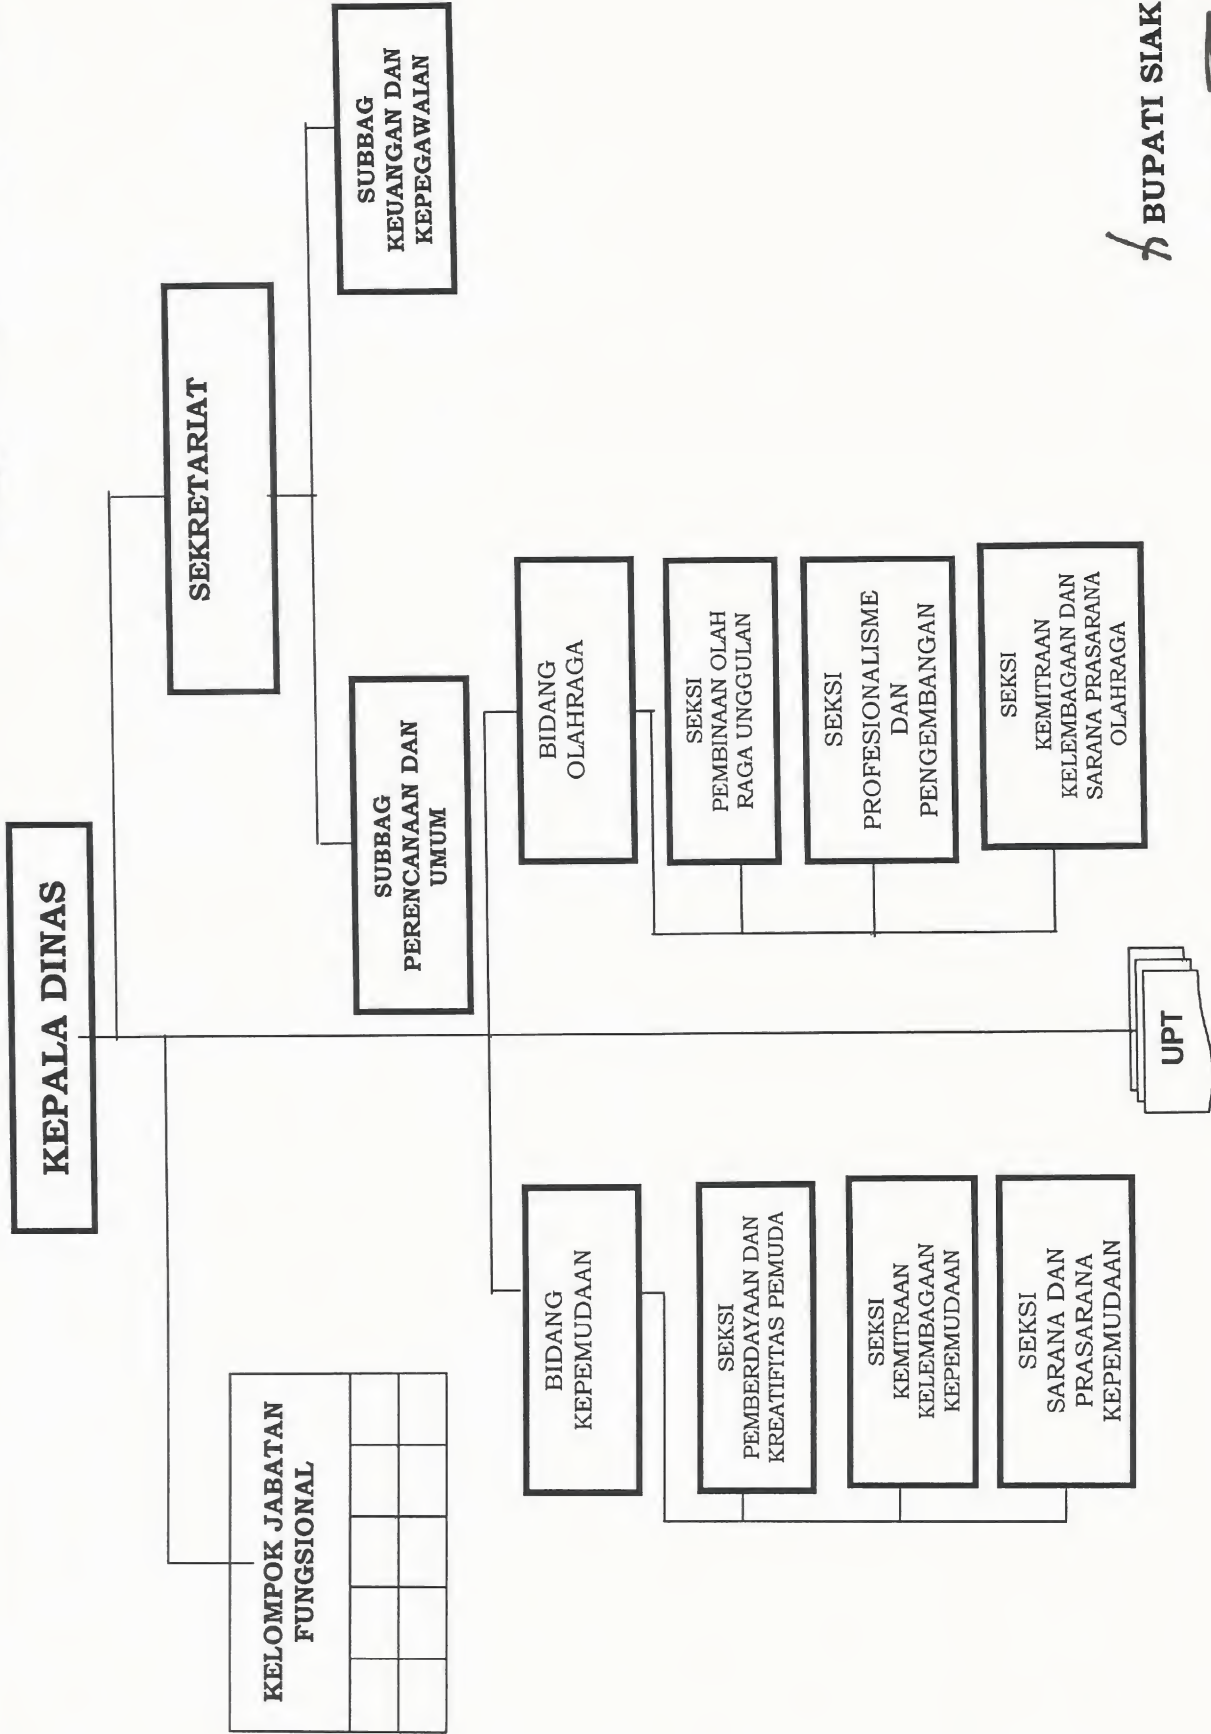 KEPALA DINAS
KELOMPOK JABATAN
FUNGSIONAL
SEKRETARIAT
SUBBAG
PERENCANAAN DAN
UMUM
SUBBAG
KEUANGAN DAN
KEPEGAWAIAN
BIDANG
KEPEMUDAAN
SEKSI
PEMBERDAYAAN DAN
KREATIFITAS PEMUDA
SEKSI
KEMITRAAN
KELEMBAGAAN
KEPEMUDAAN
SEKSI
SARANA DAN
PRASARANA
KEPEMUDAAN
BIDANG
OLAHRAGA
SEKSI
PEMBINAAN OLAH
RAGA UNGGULAN
SEKSI
PROFESIONALISME
DAN
PENGEMBANGAN
SEKSI
KEMITRAAN
KELEMBAGAAN DAN
SARANA PRASARANA
OLAHRAGA
UPT
BUPATI SIAK